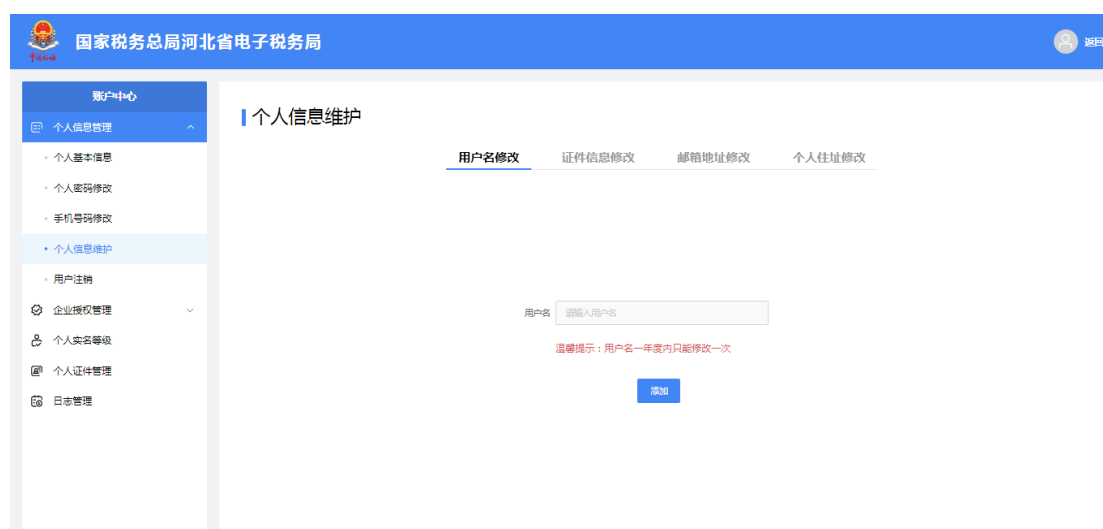 国家税务总局河北省电子税务局
返回
中国税务
账户中心
个人信息管理
个人基本信息
个人密码修改
手机号码修改
个人信息维护
用户注销
企业授权管理
个人实名等级
个人证件管理
日志管理
个人信息维护
用户名修改 证件信息修改 邮箱地址修改 个人住址修改
用户名 请输入用户名
温馨提示：用户名一年度内只能修改一次
添加